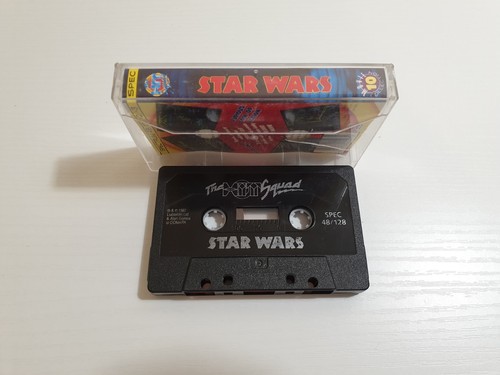 SPEC
STAR WARS
10
The HIT Squad
SPEC
48/128
STAR WARS